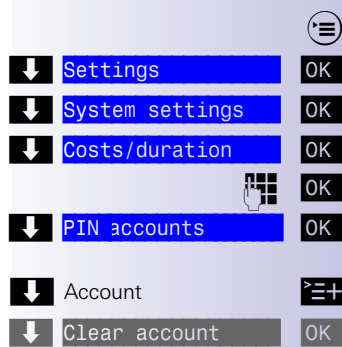 Settings OK
System settings OK
Costs/duration OK
OK
PIN accounts OK
Account
Clear account OK